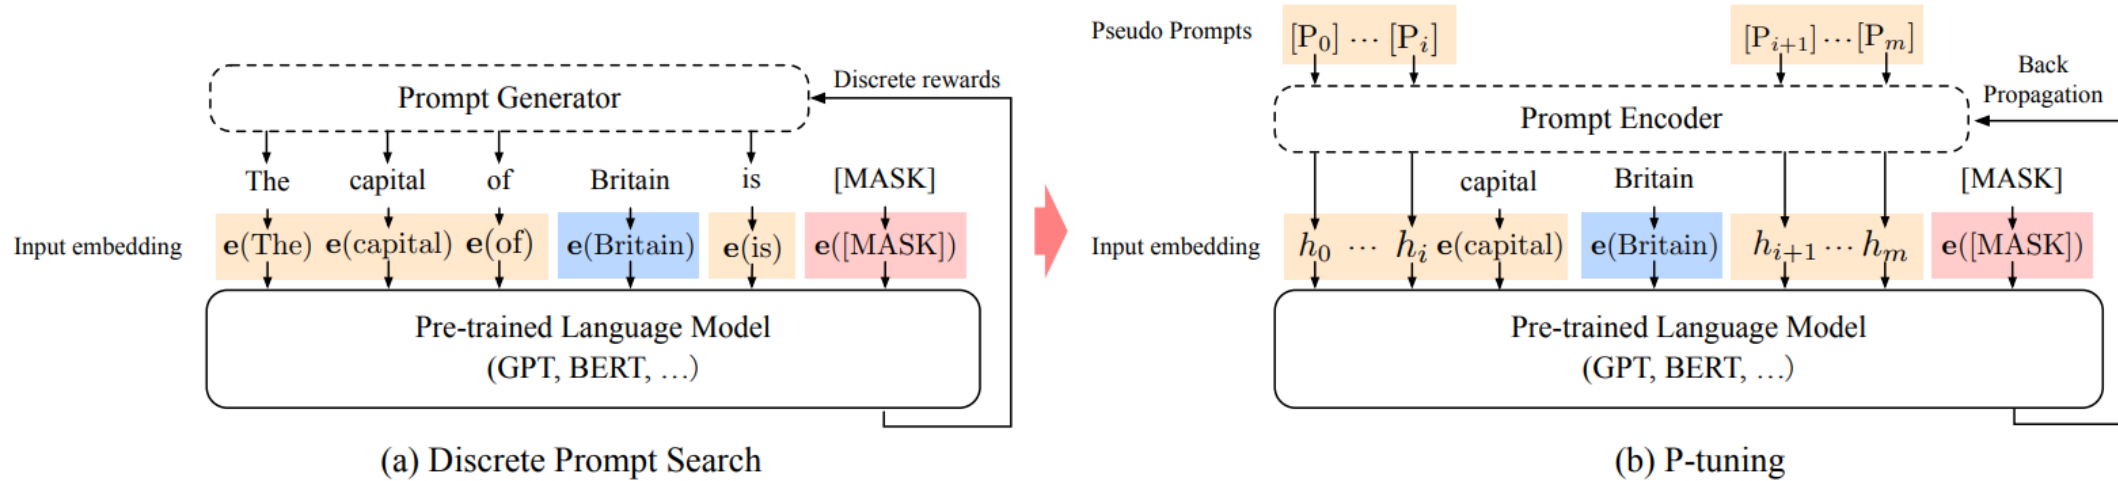 Prompt Generator
Discrete rewards
The capital of Britain is [MASK]
Input embedding e(The) e(capital) e(of) e(Britain) e(is) e([MASK])
Pre-trained Language Model
(GPT, BERT, …)
(a) Discrete Prompt Search
Pseudo Prompts [P₀] ⋯ [Pᵢ] [Pᵢ₊₁] ⋯ [Pₘ]
Back
Propagation
Prompt Encoder
capital Britain [MASK]
Input embedding h₀ ⋯ hᵢ e(capital) e(Britain) hᵢ₊₁ ⋯ hₘ e([MASK])
Pre-trained Language Model
(GPT, BERT, …)
(b) P-tuning